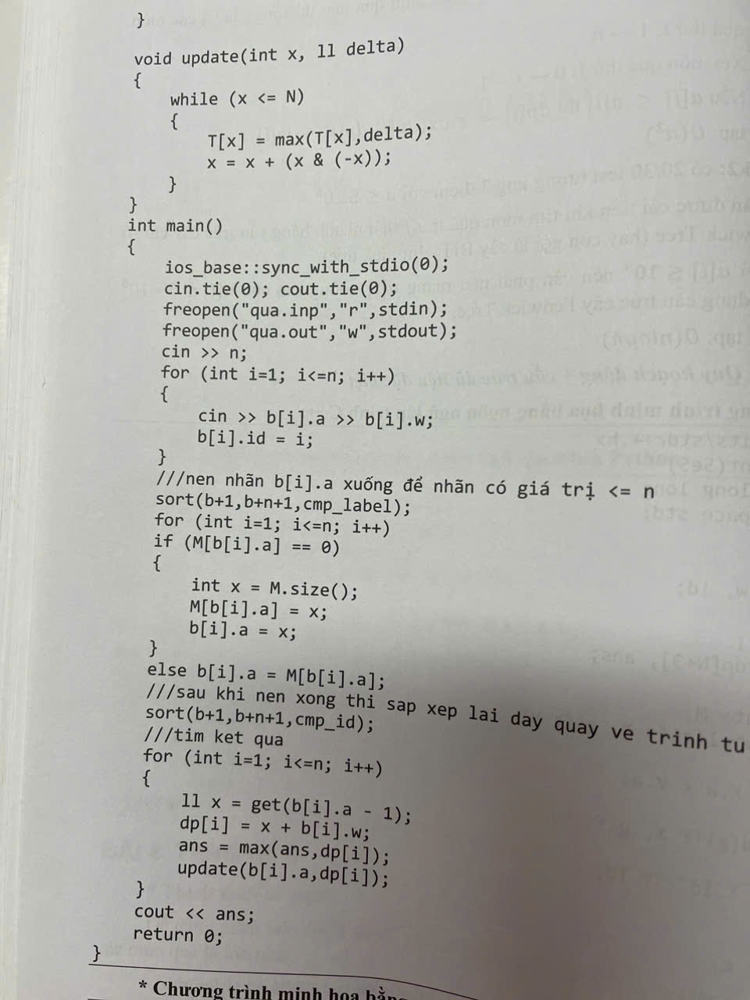 }
void update(int x, ll delta)
{
while (x <= N)
{
T[x] = max(T[x],delta);
x = x + (x & (-x));
}
}
int main()
{
ios_base::sync_with_stdio(0);
cin.tie(0); cout.tie(0);
freopen("qua.inp","r",stdin);
freopen("qua.out","w",stdout);
cin >> n;
for (int i=1; i<=n; i++)
{
cin >> b[i].a >> b[i].w;
b[i].id = i;
}
///nen nhãn b[i].a xuống để nhãn có giá trị <= n
sort(b+1,b+n+1,cmp_label);
for (int i=1; i<=n; i++)
if (M[b[i].a] == 0)
{
int x = M.size();
M[b[i].a] = x;
b[i].a = x;
}
else b[i].a = M[b[i].a];
///sau khi nen xong thi sap xep lai day quay ve trinh tu
sort(b+1,b+n+1,cmp_id);
///tim ket qua
for (int i=1; i<=n; i++)
{
ll x = get(b[i].a - 1);
dp[i] = x + b[i].w;
ans = max(ans,dp[i]);
update(b[i].a,dp[i]);
}
cout << ans;
return 0;
}
* Chương trình minh họa bằng